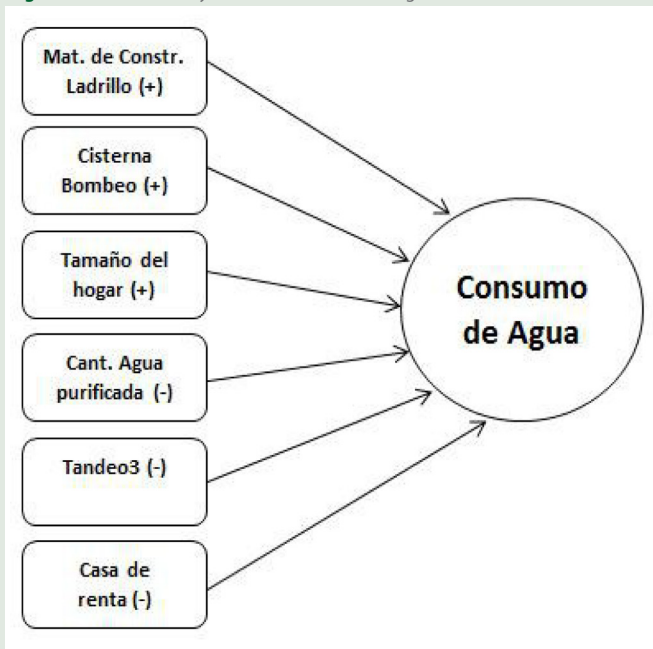 Mat. de Constr.
Ladrillo (+)
Cisterna
Bombeo (+)
Tamaño del
hogar (+)
Cant. Agua
purificada (-)
Tandeo3 (-)
Casa de
renta (-)
Consumo
de Agua